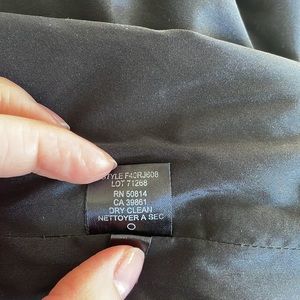 STYLE F40RJ608
LOT 71268
RN 50814
CA 39861
DRY CLEAN
NETTOYER A SEC